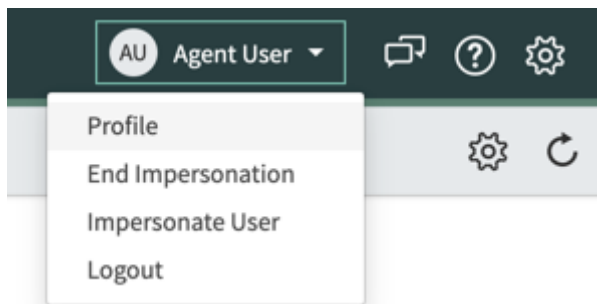 AU Agent User
Profile
End Impersonation
Impersonate User
Logout